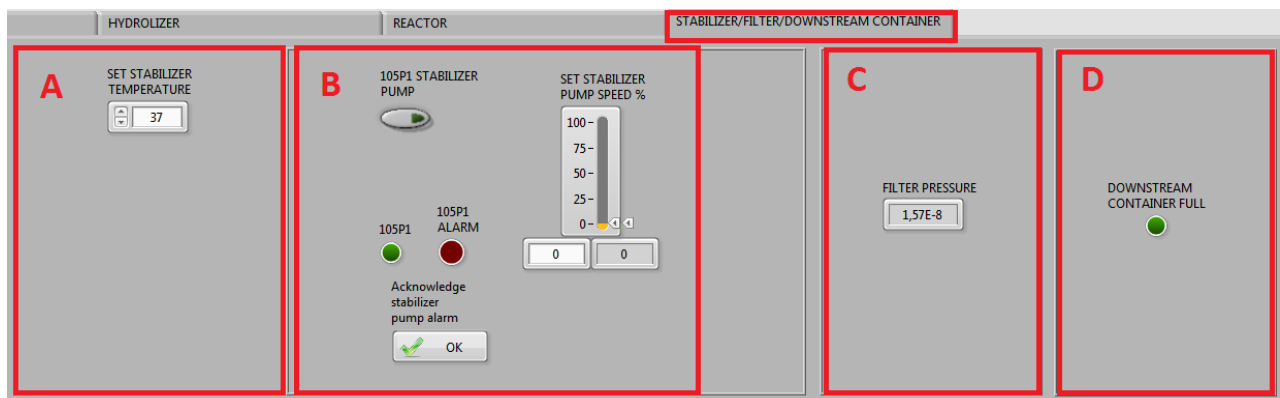 HYDROLIZER
REACTOR
STABILIZER/FILTER/DOWNSTREAM CONTAINER
A
SET STABILIZER
TEMPERATURE
37
B
105P1 STABILIZER
PUMP
SET STABILIZER
PUMP SPEED %
100
75
50
25
0
0
0
105P1
105P1
ALARM
Acknowledge
stabilizer
pump alarm
OK
C
FILTER PRESSURE
1,57E-8
D
DOWNSTREAM
CONTAINER FULL